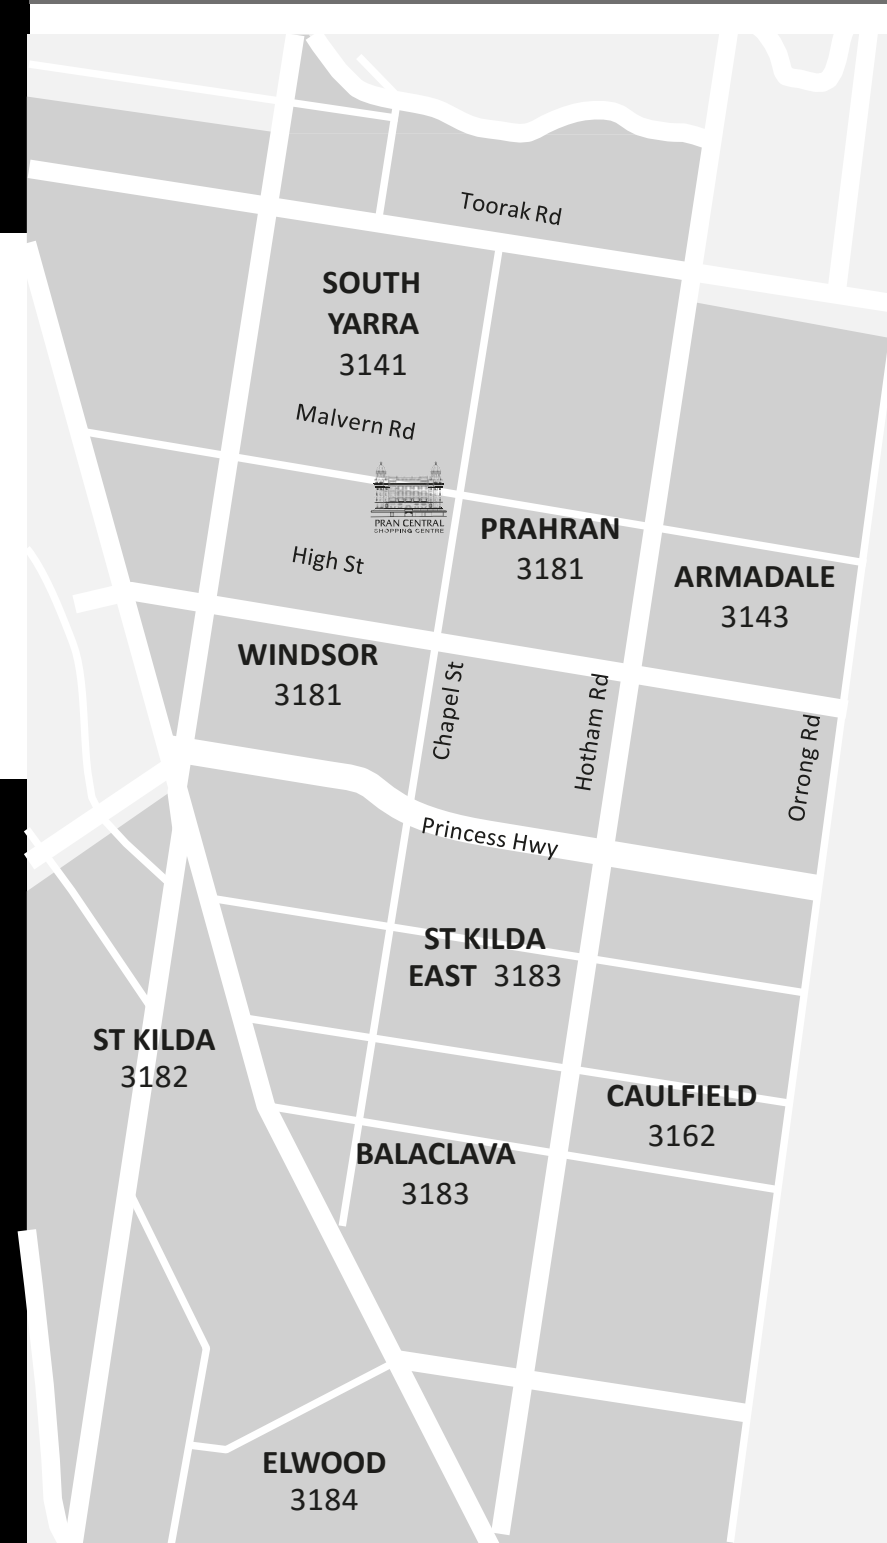 Toorak Rd
SOUTH
YARRA
3141
Malvern Rd
PRAN CENTRAL
SHOPPING CENTRE
High St
PRAHRAN
3181
ARMADALE
3143
WINDSOR
3181
Chapel St
Hotham Rd
Orrong Rd
Princess Hwy
ST KILDA
EAST 3183
ST KILDA
3182
CAULFIELD
3162
BALACLAVA
3183
ELWOOD
3184